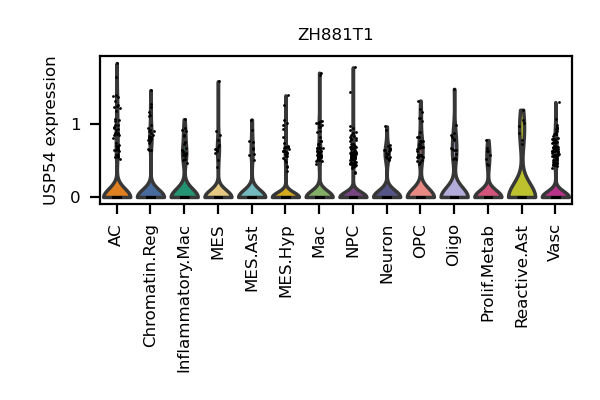 ZH881T1
USP54 expression
1
0
AC
Chromatin.Reg
Inflammatory.Mac
MES
MES.Ast
MES.Hyp
Mac
NPC
Neuron
OPC
Oligo
Prolif.Metab
Reactive.Ast
Vasc